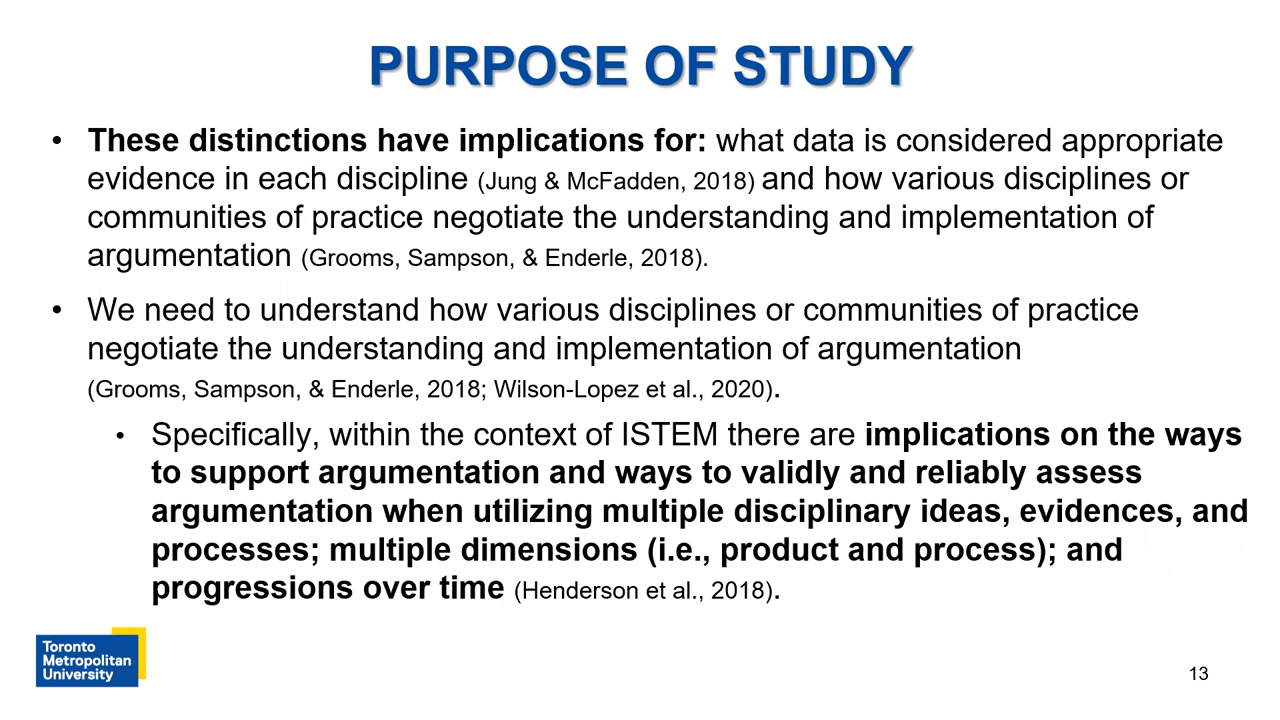 PURPOSE OF STUDY
• These distinctions have implications for: what data is considered appropriate
evidence in each discipline (Jung & McFadden, 2018) and how various disciplines or
communities of practice negotiate the understanding and implementation of
argumentation (Grooms, Sampson, & Enderle, 2018).
• We need to understand how various disciplines or communities of practice
negotiate the understanding and implementation of argumentation
(Grooms, Sampson, & Enderle, 2018; Wilson-Lopez et al., 2020).
• Specifically, within the context of ISTEM there are implications on the ways
to support argumentation and ways to validly and reliably assess
argumentation when utilizing multiple disciplinary ideas, evidences, and
processes; multiple dimensions (i.e., product and process); and
progressions over time (Henderson et al., 2018).
Toronto
Metropolitan
University
13